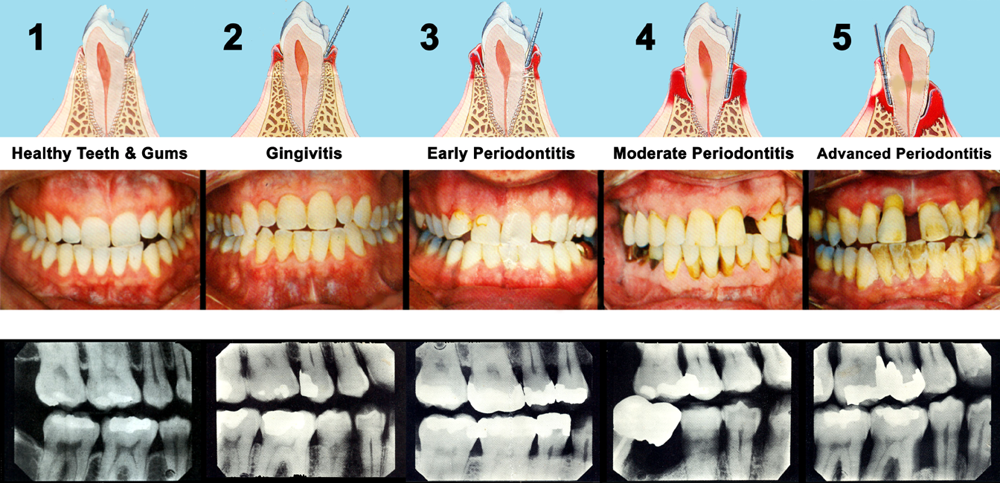 1
2
3
4
5
Healthy Teeth & Gums
Gingivitis
Early Periodontitis
Moderate Periodontitis
Advanced Periodontitis